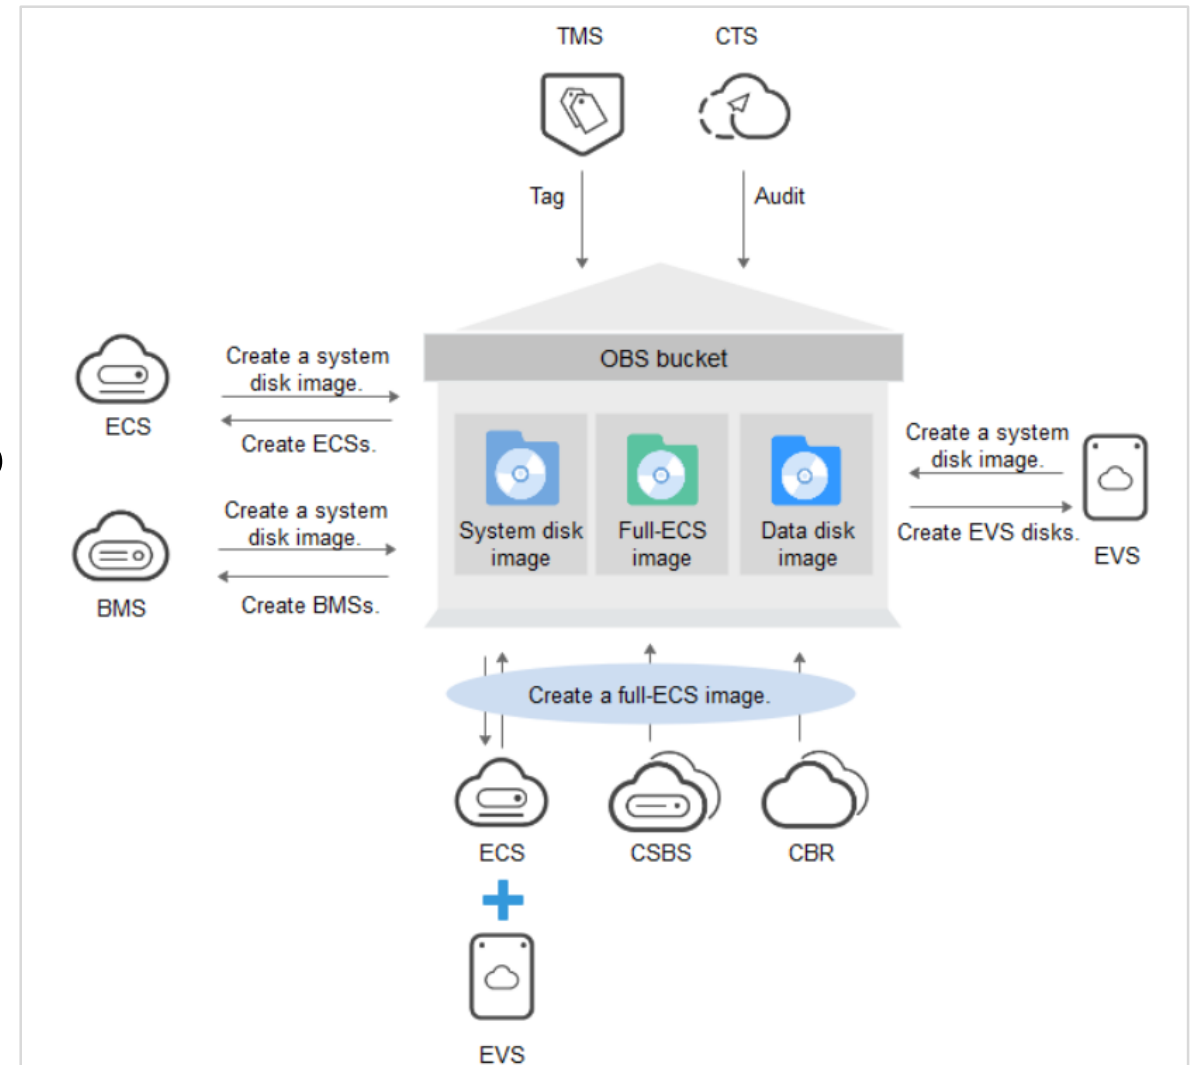 TMS
CTS
Tag
Audit
OBS bucket
Create a system
disk image.
ECS
Create ECSs.
Create a system
disk image.
BMS
Create BMSs.
System disk
image
Full-ECS
image
Data disk
image
Create a system
disk image.
Create EVS disks.
EVS
Create a full-ECS image.
ECS
CSBS
CBR
EVS
)